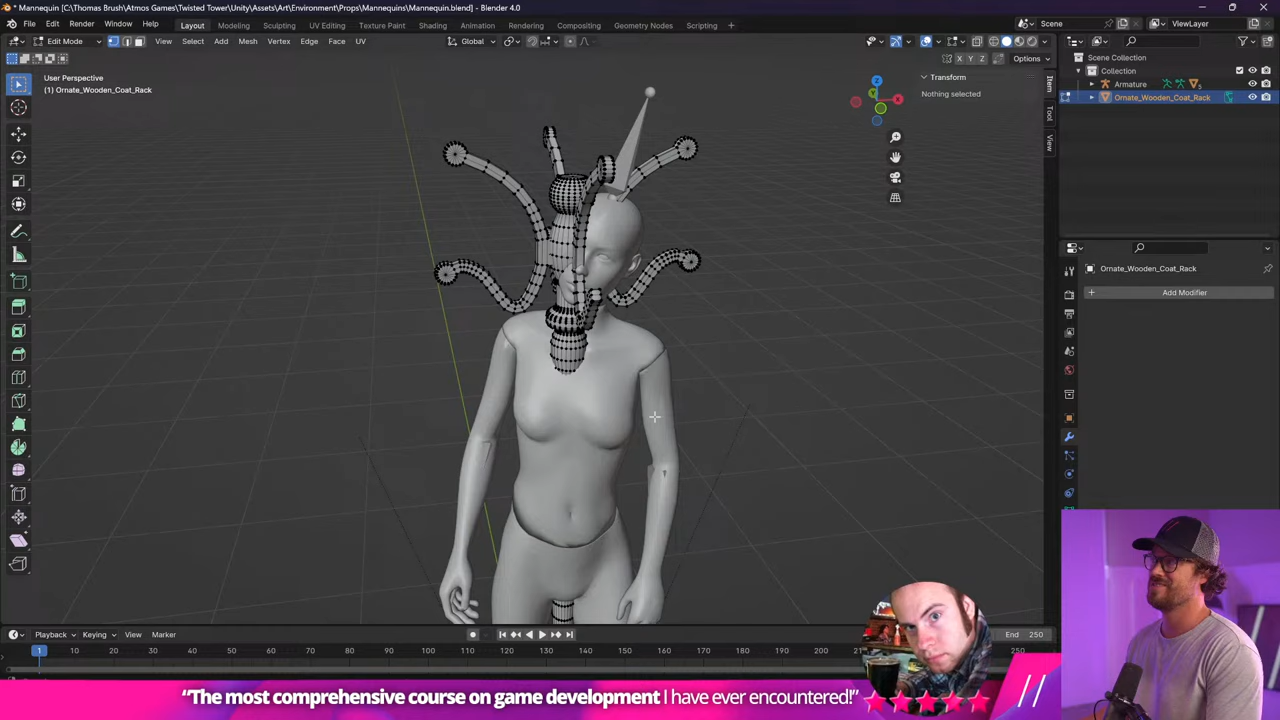 * Mannequin [C:\Thomas Brush\Atmos Games\Twisted Tower\Unity\Assets\Art\Environment\Props\Mannequins\Mannequin.blend] - Blender 4.0
File Edit Render Window Help Layout Modeling Sculpting UV Editing Texture Paint Shading Animation Rendering Compositing Geometry Nodes Scripting + Scene ViewLayer
Edit Mode View Select Add Mesh Vertex Edge Face UV Global
X Y Z Options
User Perspective
(1) Ornate_Wooden_Coat_Rack
Transform
Nothing selected
Item
Tool
View
Z
X
Y
Scene Collection
Collection
Armature 5
Ornate_Wooden_Coat_Rack
Ornate_Wooden_Coat_Rack
+ Add Modifier
Playback Keying View Marker End 250
1 10 20 30 40 50 60 70 80 90 100 110 120 130 140 150 160 170 180 190 200 250
“The most comprehensive course on game development I have ever encountered!” //